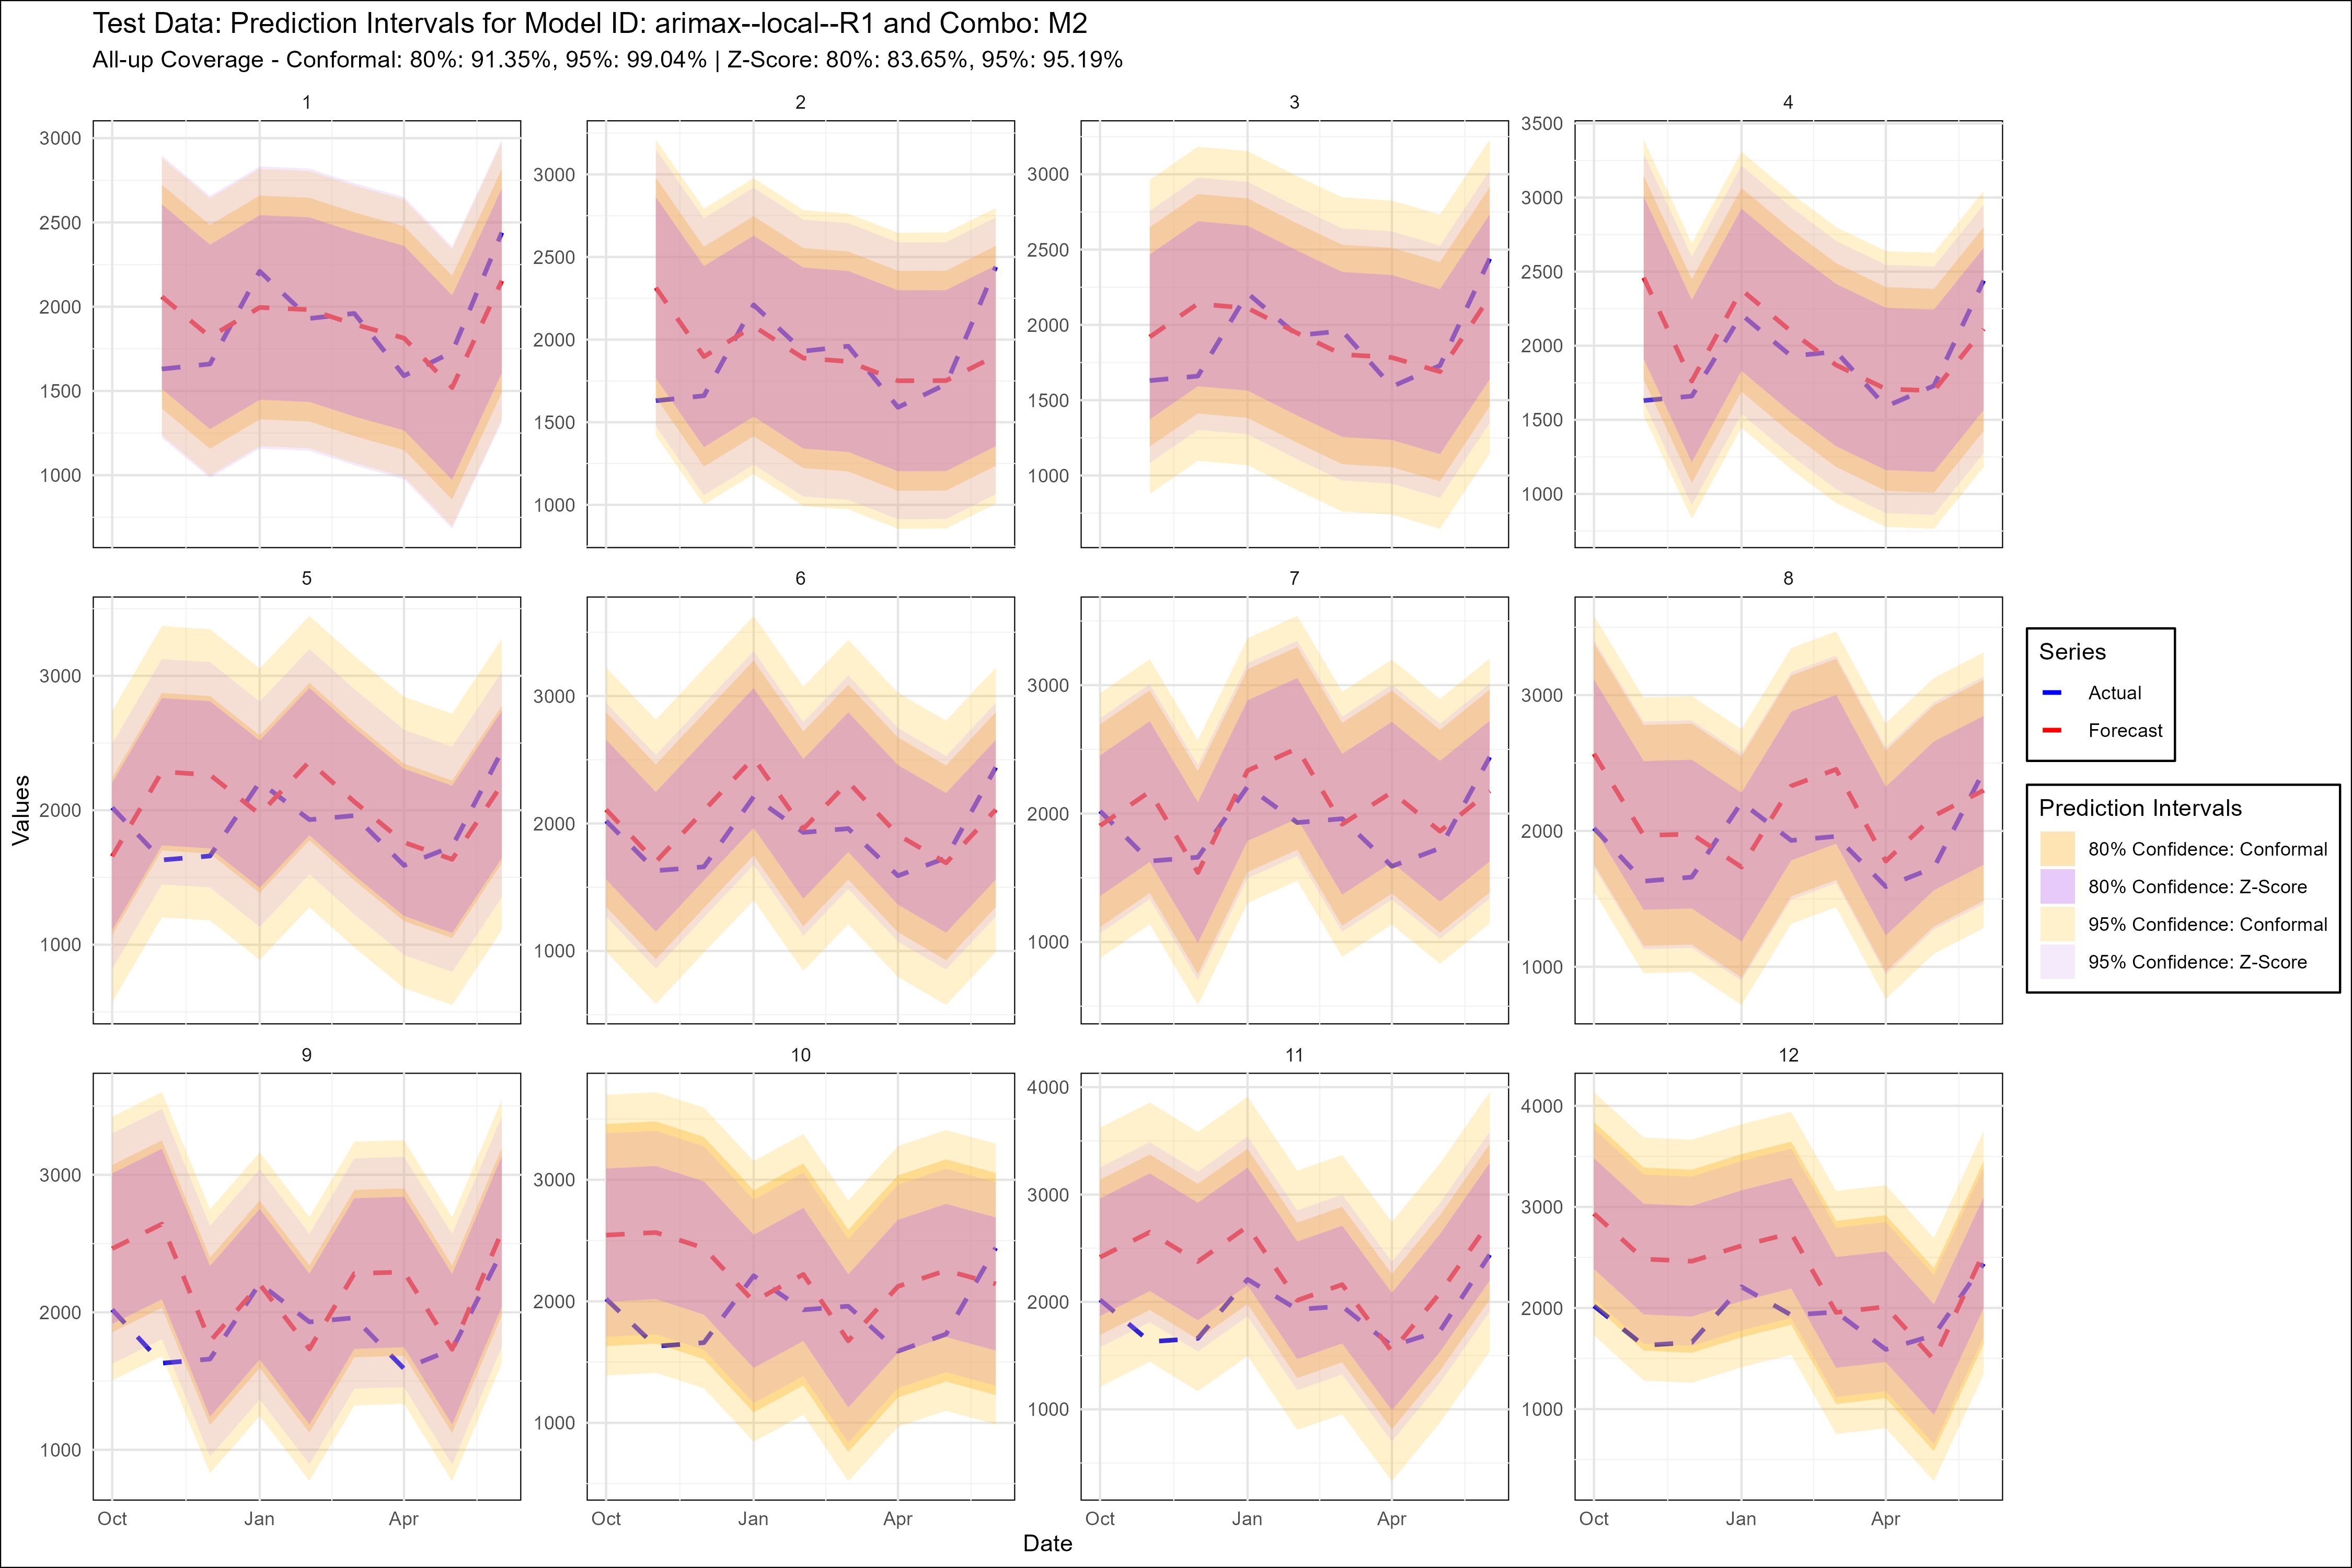 Test Data: Prediction Intervals for Model ID: arimax--local--R1 and Combo: M2
All-up Coverage - Conformal: 80%: 91.35%, 95%: 99.04% | Z-Score: 80%: 83.65%, 95%: 95.19%
1
2
3
4
3000
2500
2000
1500
1000
3000
2500
2000
1500
1000
3000
2500
2000
1500
1000
3500
3000
2500
2000
1500
1000
5
6
7
8
3000
2000
1000
3000
2000
1000
3000
2000
1000
3000
2000
1000
9
10
11
12
3000
2000
1000
3000
2000
1000
4000
3000
2000
1000
4000
3000
2000
1000
Oct
Jan
Apr
Oct
Jan
Apr
Oct
Jan
Apr
Oct
Jan
Apr
Values
Date
Series
Actual
Forecast
Prediction Intervals
80% Confidence: Conformal
80% Confidence: Z-Score
95% Confidence: Conformal
95% Confidence: Z-Score